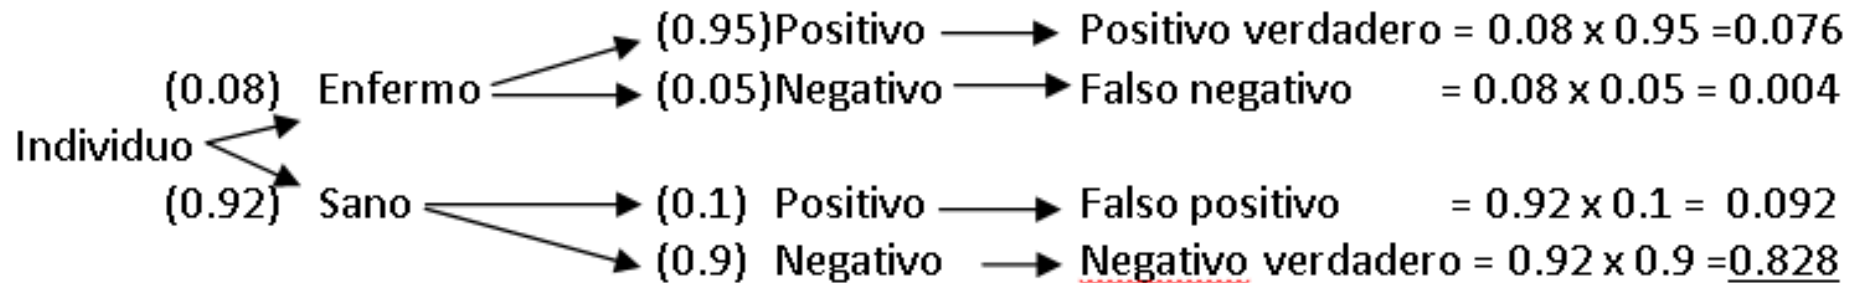 (0.95)Positivo Positivo verdadero = 0.08 x 0.95 =0.076
(0.08) Enfermo (0.05)Negativo Falso negativo = 0.08 x 0.05 = 0.004
Individuo
(0.92) Sano (0.1) Positivo Falso positivo = 0.92 x 0.1 = 0.092
(0.9) Negativo Negativo verdadero = 0.92 x 0.9 =0.828